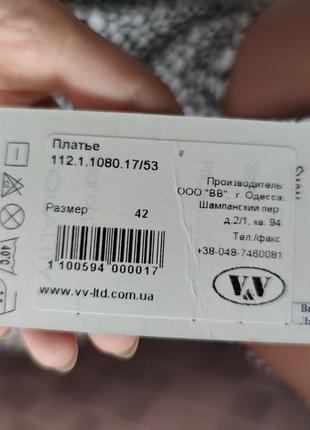 Платье
112.1.1080.17/53
Размер 42
1 100594 000017
www.vv-ltd.com.ua
Производитель:
ООО "ВВ", г. Одесса,
Шампанский пер.
д.2/1, кв. 94
Тел./факс
+38-048-7460081
V&V
40°C